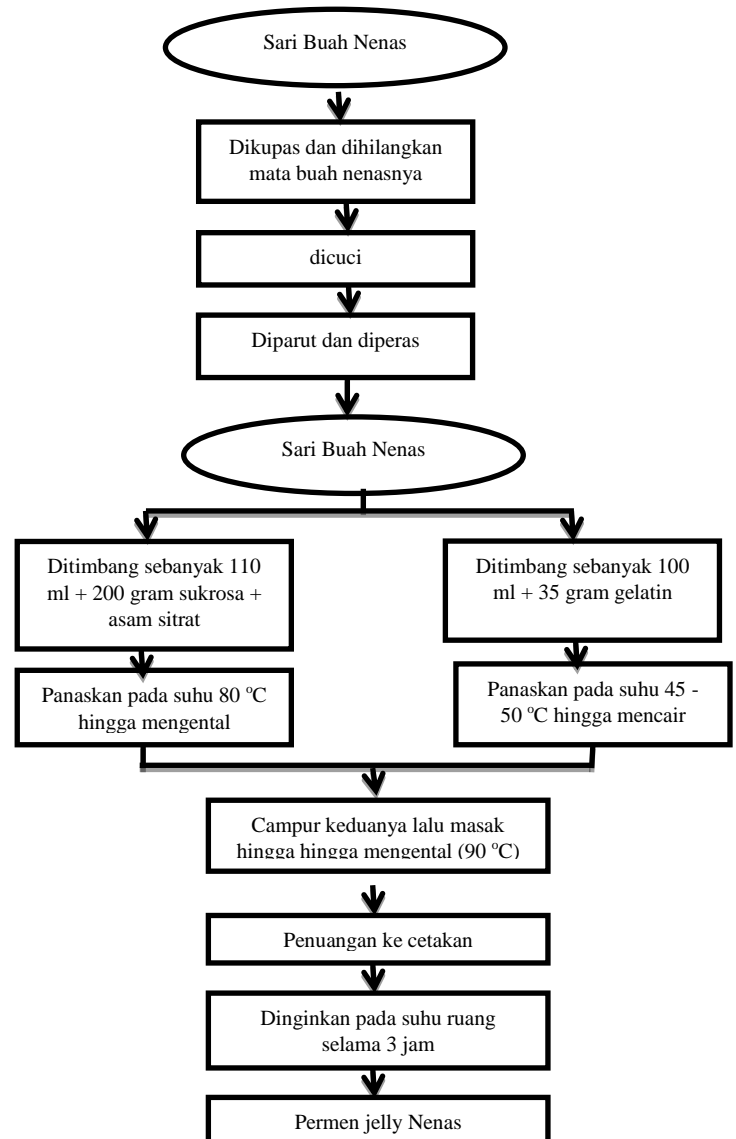 Sari Buah Nenas
Dikupas dan dihilangkan
mata buah nenasnya
dicuci
Diparut dan diperas
Sari Buah Nenas
Ditimbang sebanyak 110
ml + 200 gram sukrosa +
asam sitrat
Ditimbang sebanyak 100
ml + 35 gram gelatin
Panaskan pada suhu 80 °C
hingga mengental
Panaskan pada suhu 45 -
50 °C hingga mencair
Campur keduanya lalu masak
hingga hingga mengental (90 °C)
Penuangan ke cetakan
Dinginkan pada suhu ruang
selama 3 jam
Permen jelly Nenas